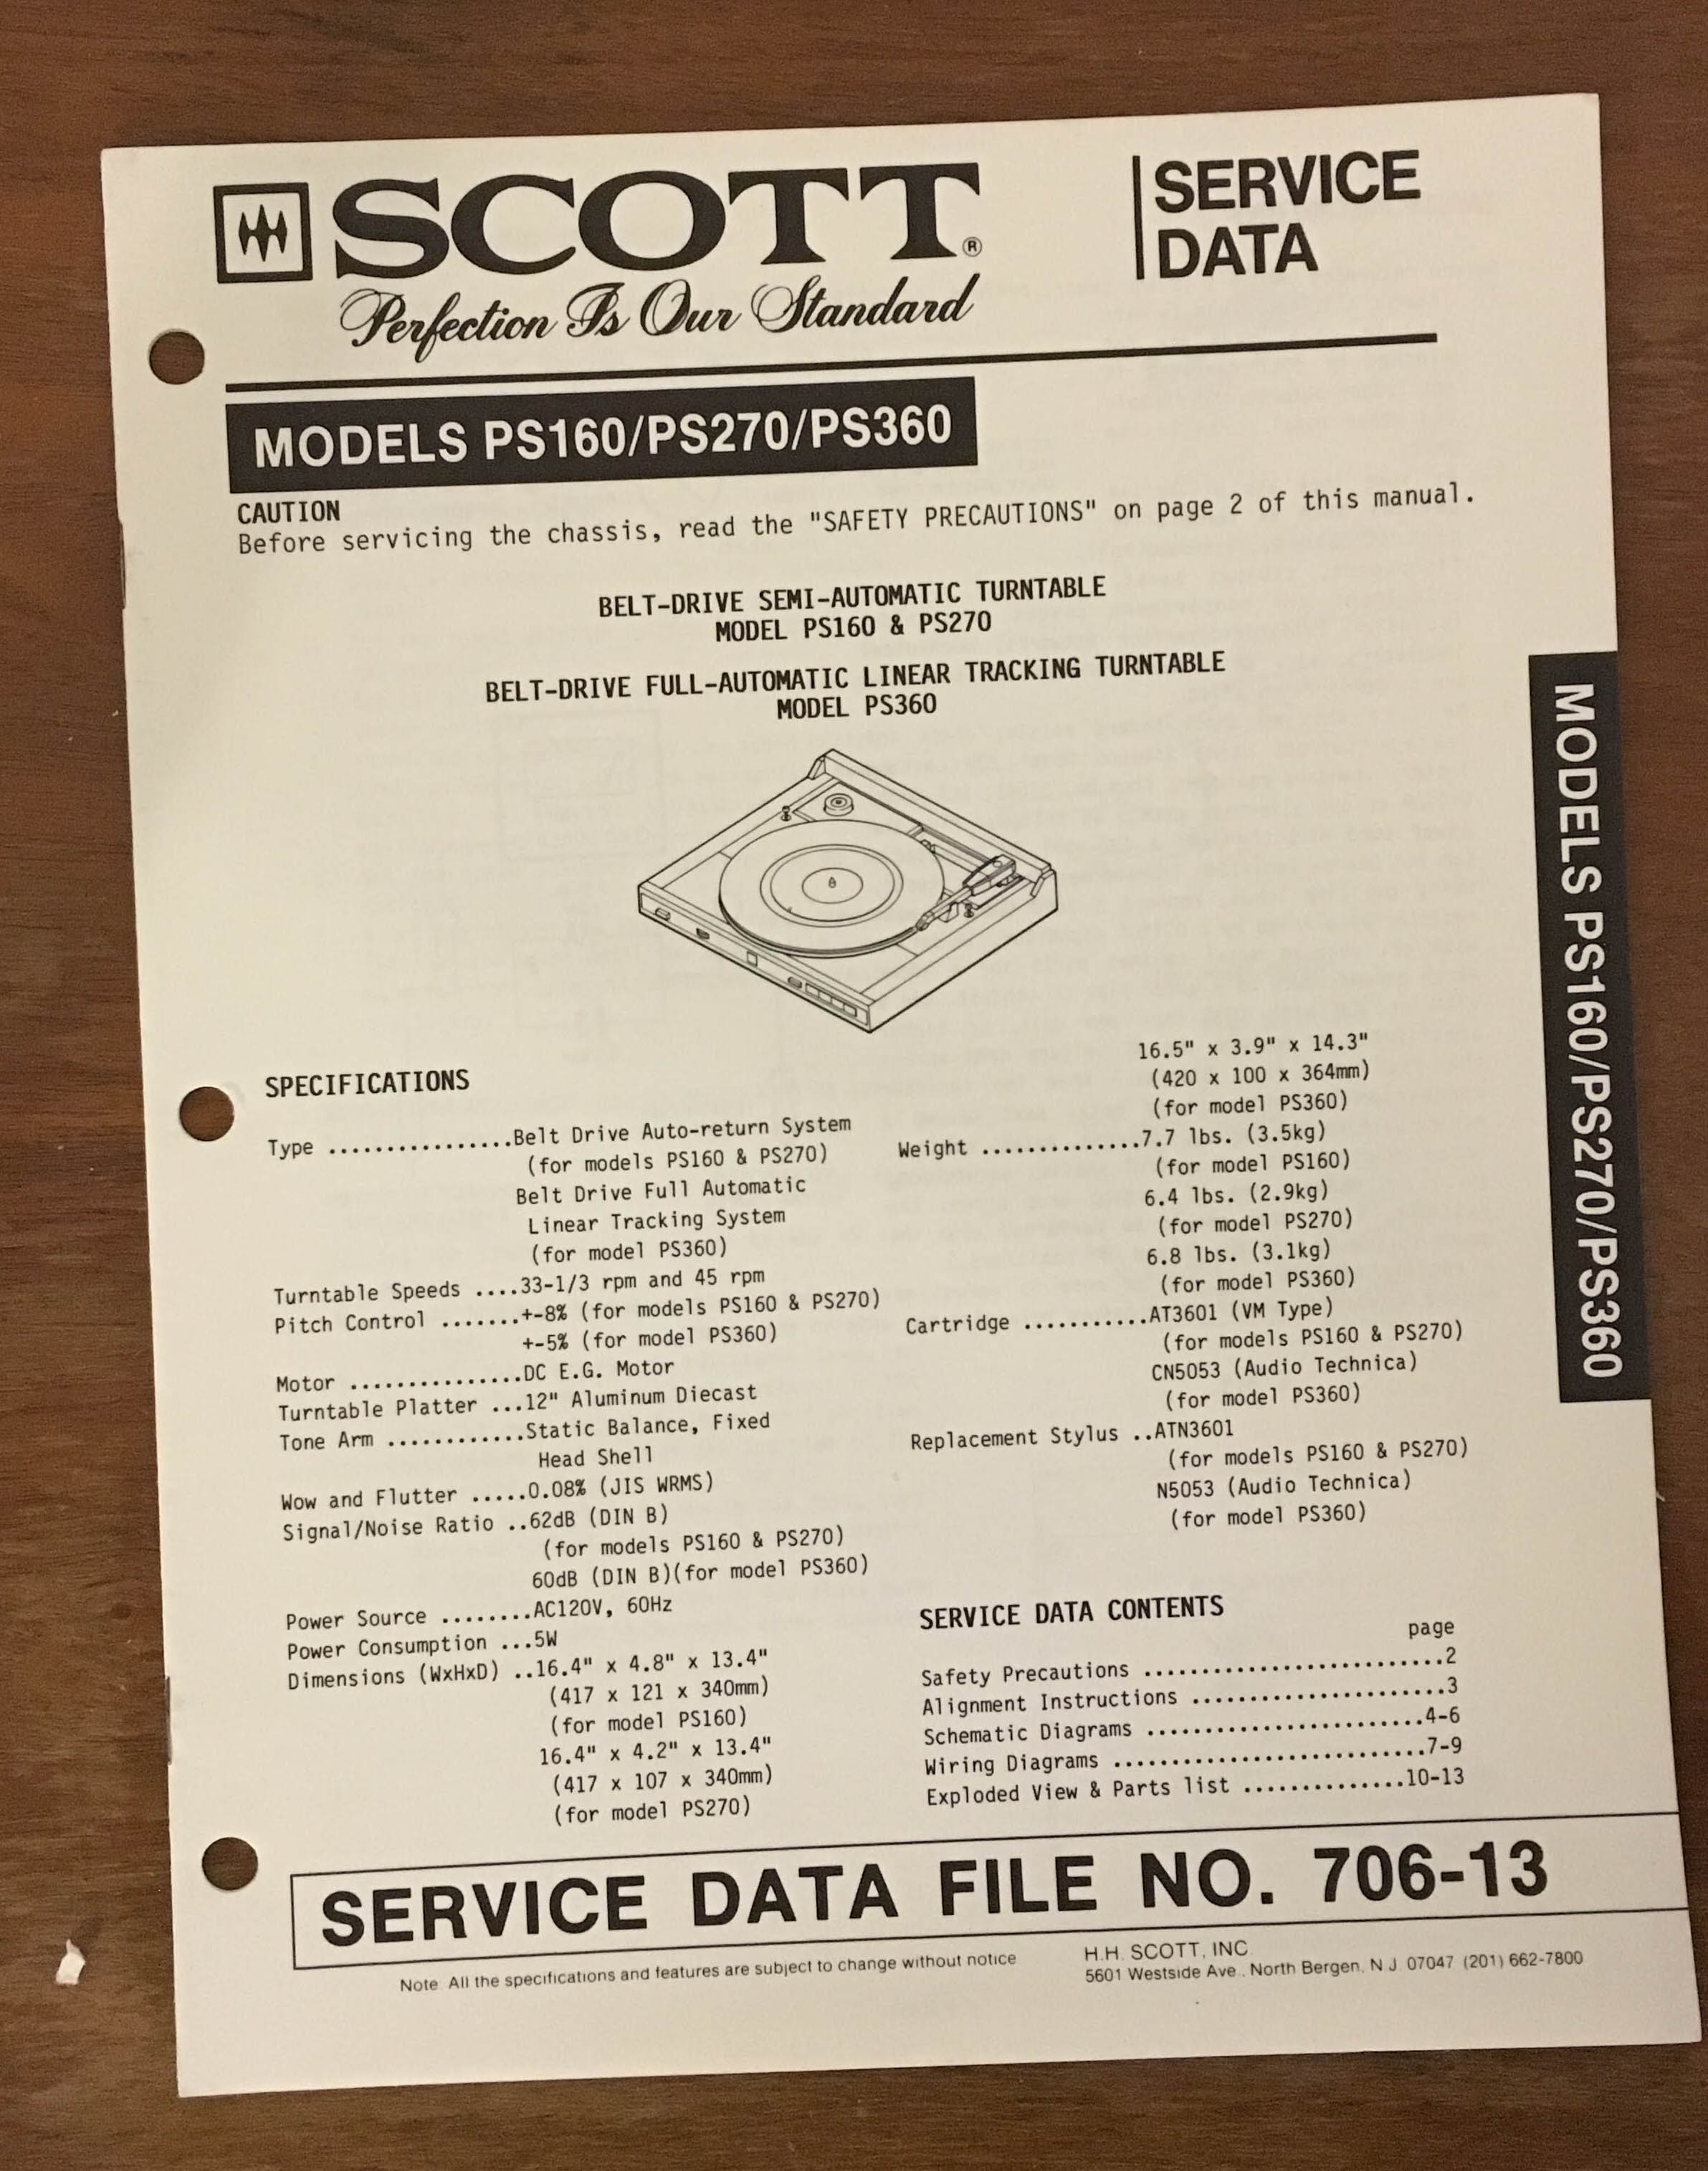 SCOTT®
Perfection Is Our Standard
SERVICE
DATA
MODELS PS160/PS270/PS360
CAUTION
Before servicing the chassis, read the "SAFETY PRECAUTIONS" on page 2 of this manual.
BELT-DRIVE SEMI-AUTOMATIC TURNTABLE
MODEL PS160 & PS270
BELT-DRIVE FULL-AUTOMATIC LINEAR TRACKING TURNTABLE
MODEL PS360
MODELS PS160/PS270/PS360
SPECIFICATIONS
Type ................Belt Drive Auto-return System
(for models PS160 & PS270)
Belt Drive Full Automatic
Linear Tracking System
(for model PS360)
Turntable Speeds ....33-1/3 rpm and 45 rpm
Pitch Control .......+-8% (for models PS160 & PS270)
+-5% (for model PS360)
Motor ...............DC E.G. Motor
Turntable Platter ...12" Aluminum Diecast
Tone Arm ............Static Balance, Fixed
Head Shell
Wow and Flutter .....0.08% (JIS WRMS)
Signal/Noise Ratio ..62dB (DIN B)
(for models PS160 & PS270)
60dB (DIN B)(for model PS360)
Power Source ........AC120V, 60Hz
Power Consumption ...5W
Dimensions (WxHxD) ..16.4" x 4.8" x 13.4"
(417 x 121 x 340mm)
(for model PS160)
16.4" x 4.2" x 13.4"
(417 x 107 x 340mm)
(for model PS270)
16.5" x 3.9" x 14.3"
(420 x 100 x 364mm)
(for model PS360)
Weight ..............7.7 lbs. (3.5kg)
(for model PS160)
6.4 lbs. (2.9kg)
(for model PS270)
6.8 lbs. (3.1kg)
(for model PS360)
Cartridge ...........AT3601 (VM Type)
(for models PS160 & PS270)
CN5053 (Audio Technica)
(for model PS360)
Replacement Stylus ..ATN3601
(for models PS160 & PS270)
N5053 (Audio Technica)
(for model PS360)
SERVICE DATA CONTENTS
page
Safety Precautions ..........................2
Alignment Instructions ......................3
Schematic Diagrams ........................4-6
Wiring Diagrams ...........................7-9
Exploded View & Parts list ..............10-13
SERVICE DATA FILE NO. 706-13
Note: All the specifications and features are subject to change without notice
H.H. SCOTT, INC.
5601 Westside Ave., North Bergen, N.J. 07047 (201) 662-7800